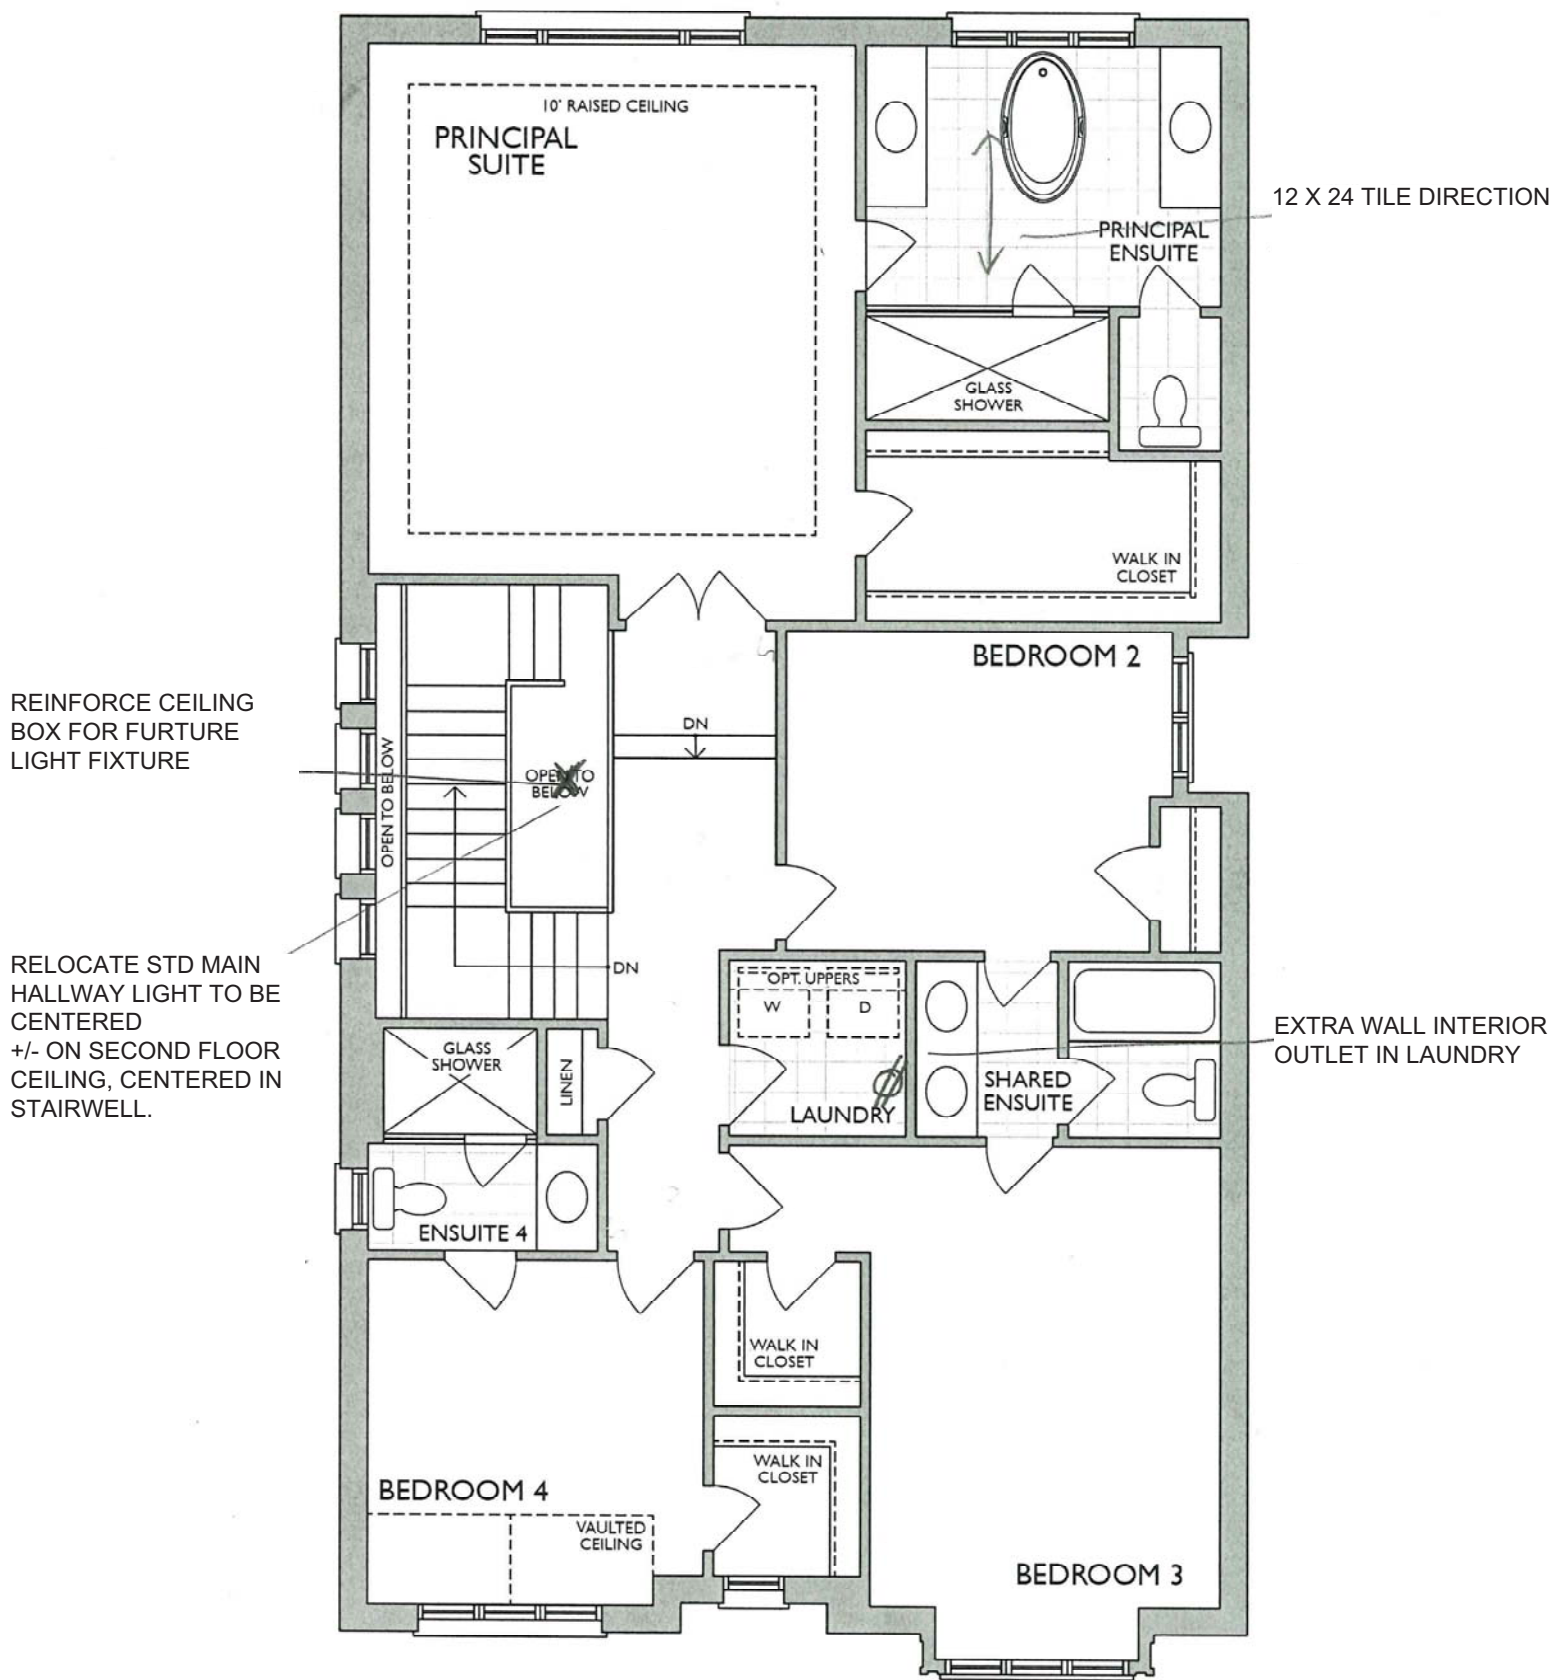 10' RAISED CEILING
PRINCIPAL
SUITE
12 X 24 TILE DIRECTION
PRINCIPAL
ENSUITE
GLASS
SHOWER
WALK IN
CLOSET
BEDROOM 2
REINFORCE CEILING
BOX FOR FURTURE
LIGHT FIXTURE
DN
OPEN TO BELOW
OPEN TO
BELOW
RELOCATE STD MAIN
HALLWAY LIGHT TO BE
CENTERED
+/- ON SECOND FLOOR
CEILING, CENTERED IN
STAIRWELL.
DN
OPT. UPPERS
W
D
EXTRA WALL INTERIOR
OUTLET IN LAUNDRY
GLASS
SHOWER
LINEN
SHARED
ENSUITE
LAUNDRY
ENSUITE 4
WALK IN
CLOSET
WALK IN
CLOSET
BEDROOM 4
VAULTED
CEILING
BEDROOM 3